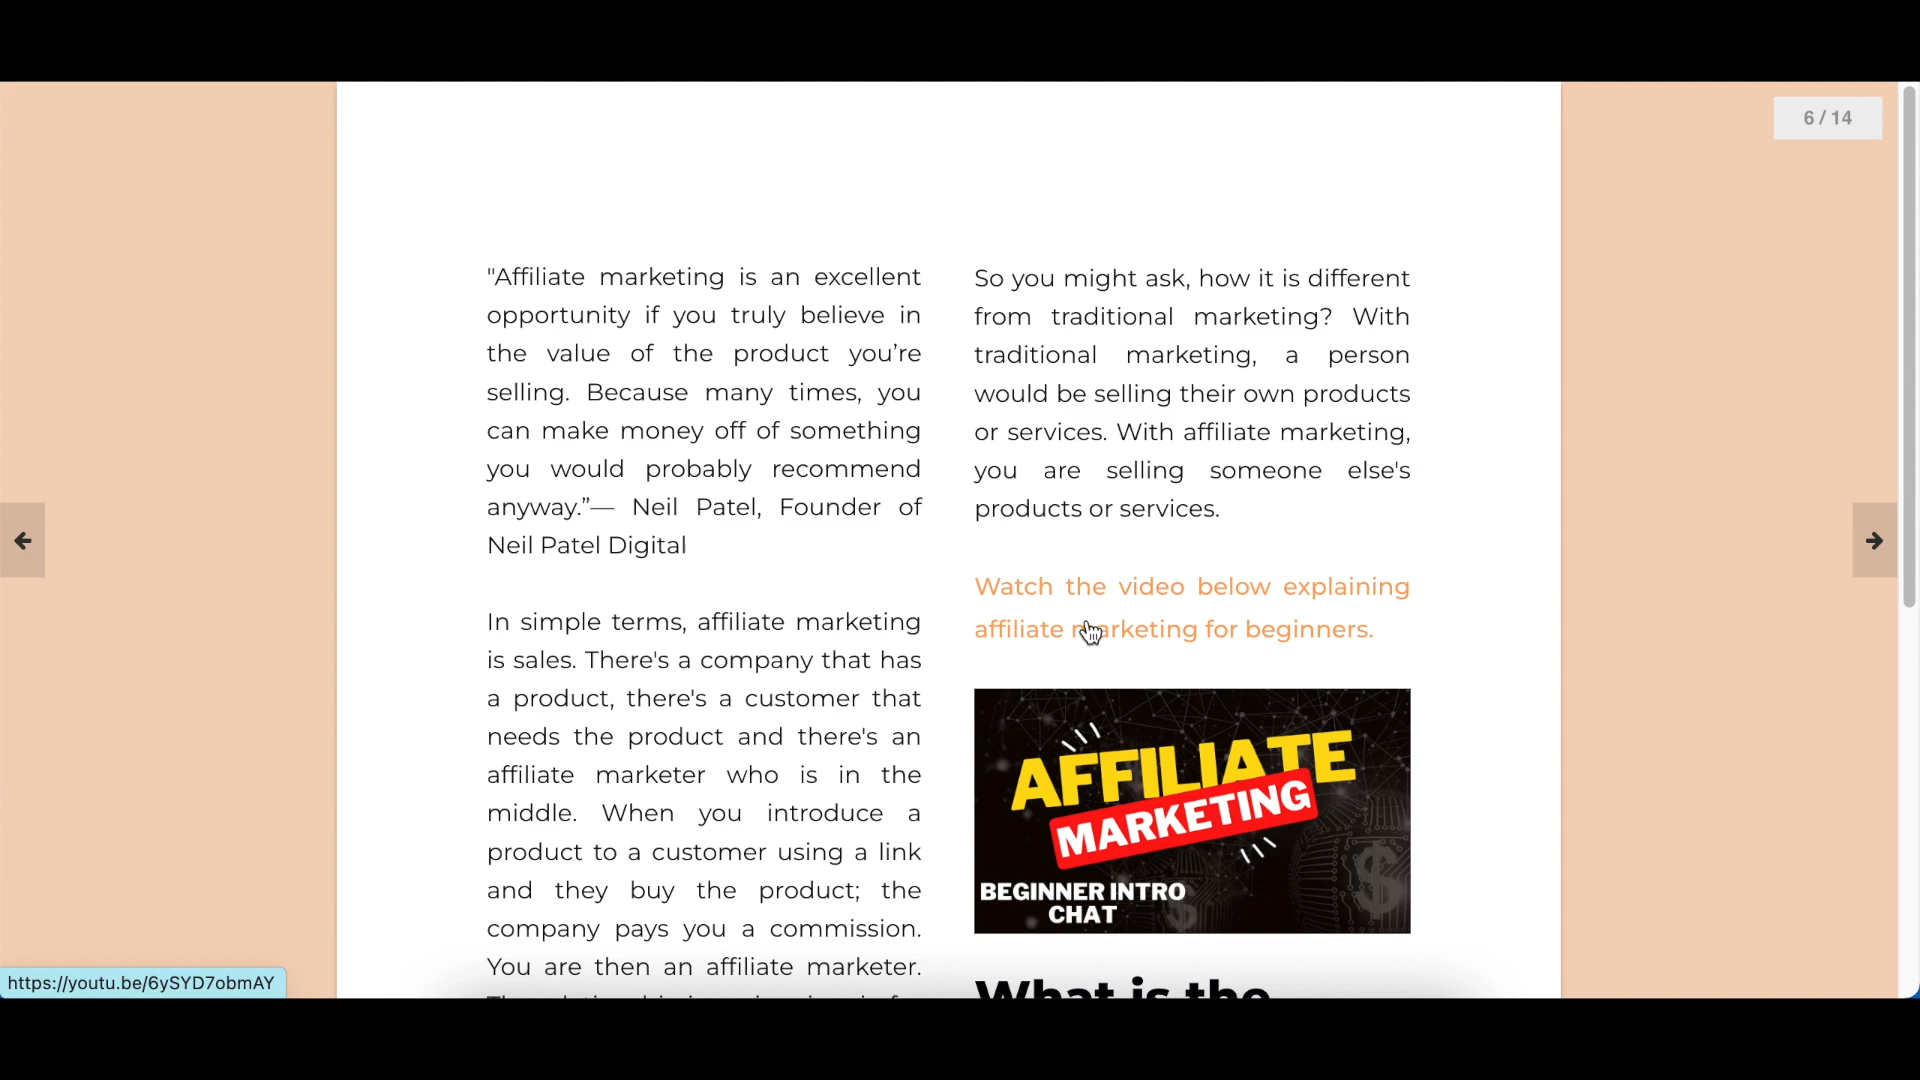 6 / 14
"Affiliate marketing is an excellent
opportunity if you truly believe in
the value of the product you’re
selling. Because many times, you
can make money off of something
you would probably recommend
anyway.”— Neil Patel, Founder of
Neil Patel Digital
In simple terms, affiliate marketing
is sales. There's a company that has
a product, there's a customer that
needs the product and there's an
affiliate marketer who is in the
middle. When you introduce a
product to a customer using a link
and they buy the product; the
company pays you a commission.
You are then an affiliate marketer.
So you might ask, how it is different
from traditional marketing? With
traditional marketing, a person
would be selling their own products
or services. With affiliate marketing,
you are selling someone else's
products or services.
Watch the video below explaining
affiliate marketing for beginners.
AFFILIATE
MARKETING
BEGINNER INTRO
CHAT
What is the
https://youtu.be/6ySYD7obmAY